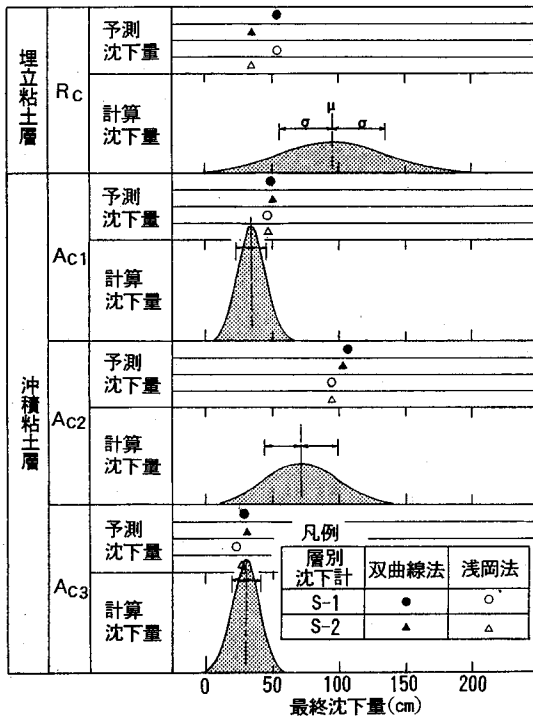 埋立粘土層
Rc
予測沈下量
計算沈下量
μ
σ σ
沖積粘土層
Ac1
予測沈下量
計算沈下量
Ac2
予測沈下量
計算沈下量
Ac3
予測沈下量
計算沈下量
凡例
層別沈下計 双曲線法 浅岡法
S-1 ● ○
S-2 ▲ △
0 50 100 150 200
最終沈下量(cm)